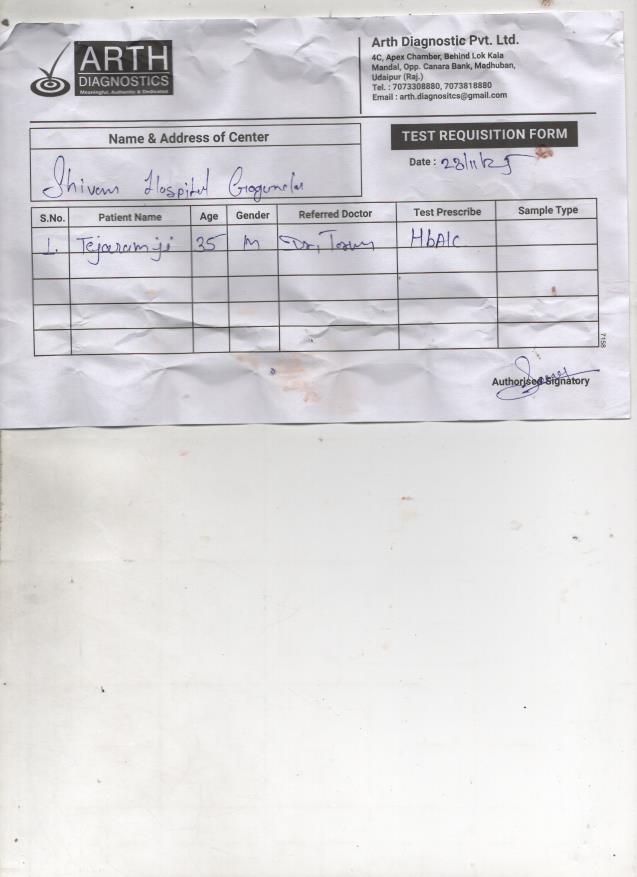 ARTH
DIAGNOSTICS
Meaningful, Authentic & Dedicated
Arth Diagnostic Pvt. Ltd.
4C, Apex Chamber, Behind Lok Kala
Mandal, Opp. Canara Bank, Madhuban,
Udaipur (Raj.)
Tel. : 7073308880, 7073818880
Email : arth.diagnositcs@gmail.com
Name & Address of Center
Shivam Hospital Gogunda
TEST REQUISITION FORM
Date : 28/11/25
S.No. Patient Name Age Gender Referred Doctor Test Prescribe Sample Type
1. Tejaramji 35 M Dr. HbA1C
7158
Authorised Signatory